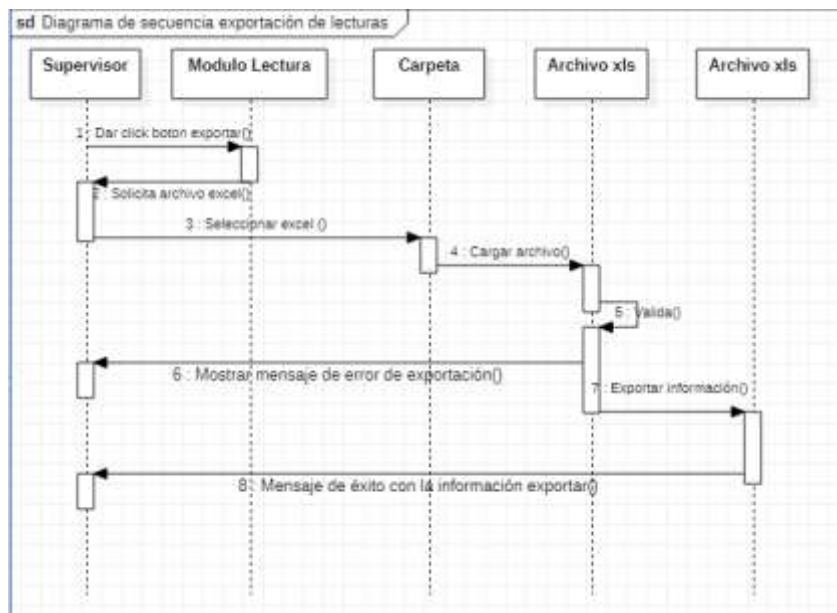 sd Diagrama de secuencia exportación de lecturas
Supervisor
Modulo Lectura
Carpeta
Archivo xls
Archivo xls
1 : Dar click boton exportar()
2 : Solicita archivo excel()
3 : Seleccionar excel ()
4 : Cargar archivo()
5 : Valida()
6 : Mostrar mensaje de error de exportación()
7 : Exportar información()
8 : Mensaje de éxito con la información exportar()